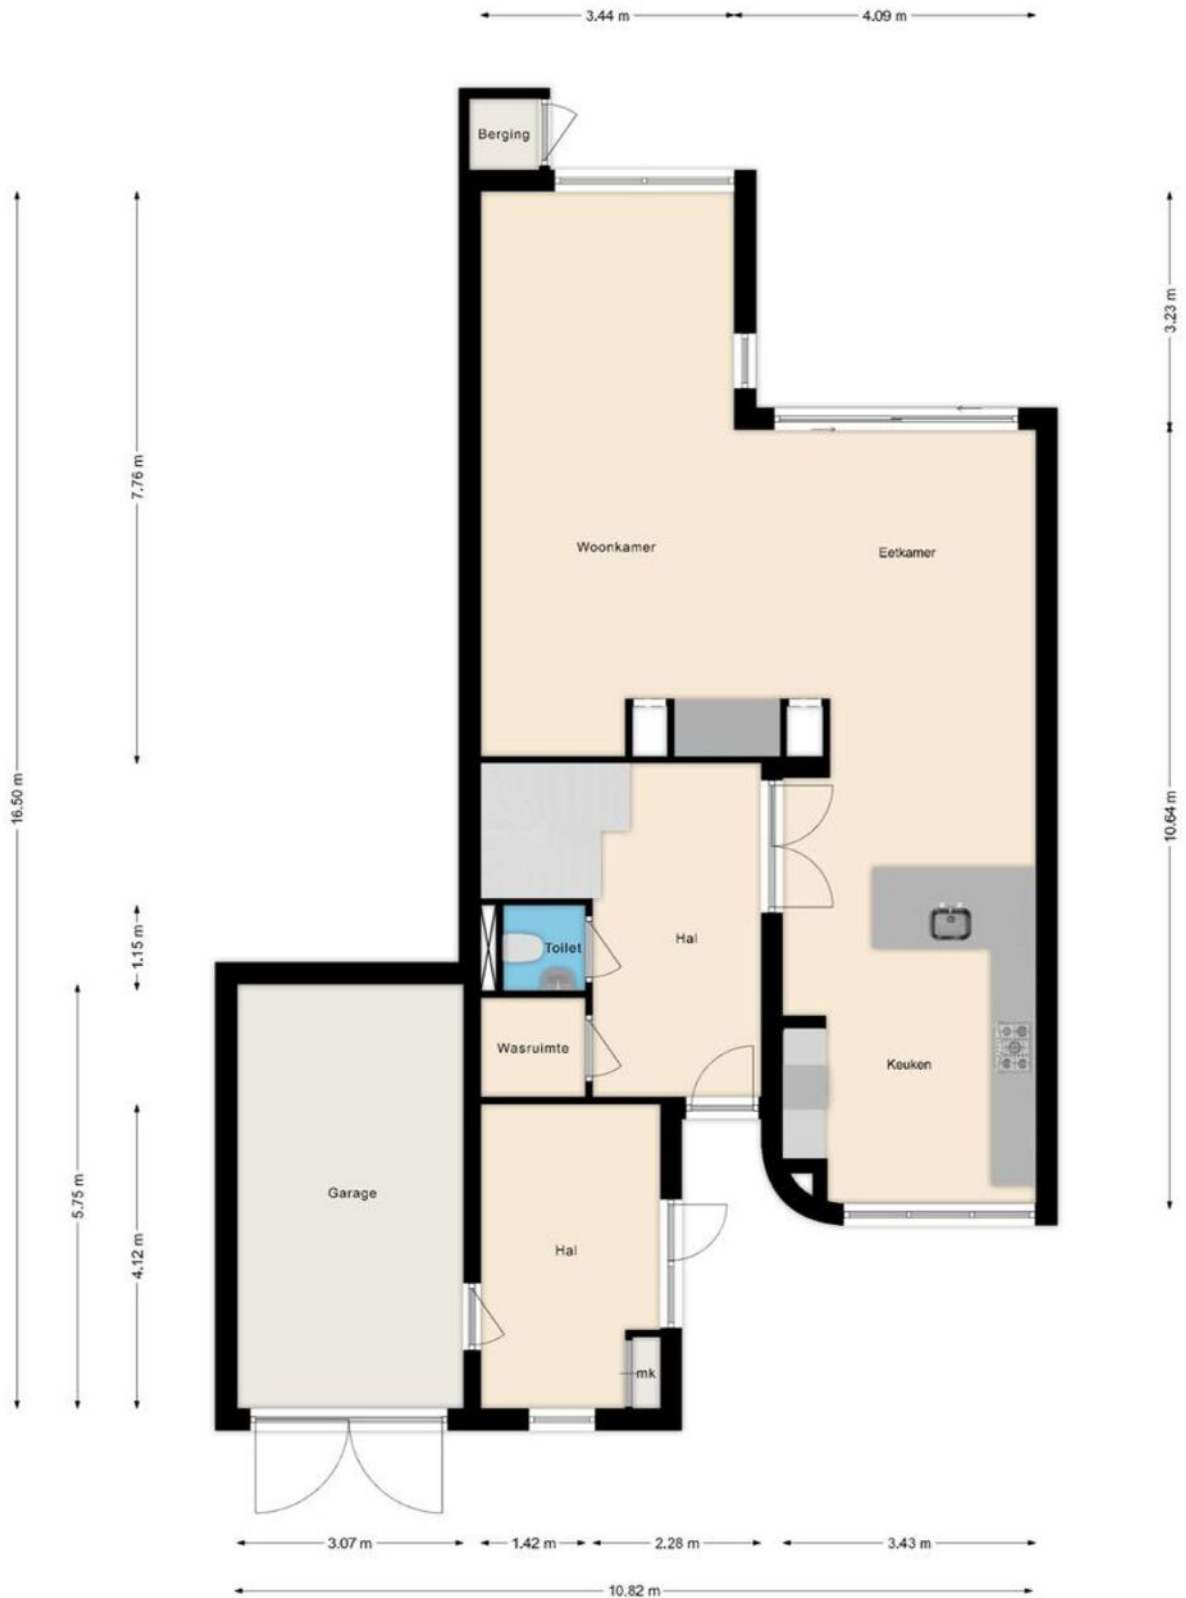 3.44 m
4.09 m
Berging
3.23 m
7.76 m
Woonkamer
Eetkamer
16.50 m
10.64 m
1.15 m
Toilet
Hal
Wasruimte
Keuken
5.75 m
Garage
4.12 m
Hal
mk
3.07 m
1.42 m
2.28 m
3.43 m
10.82 m